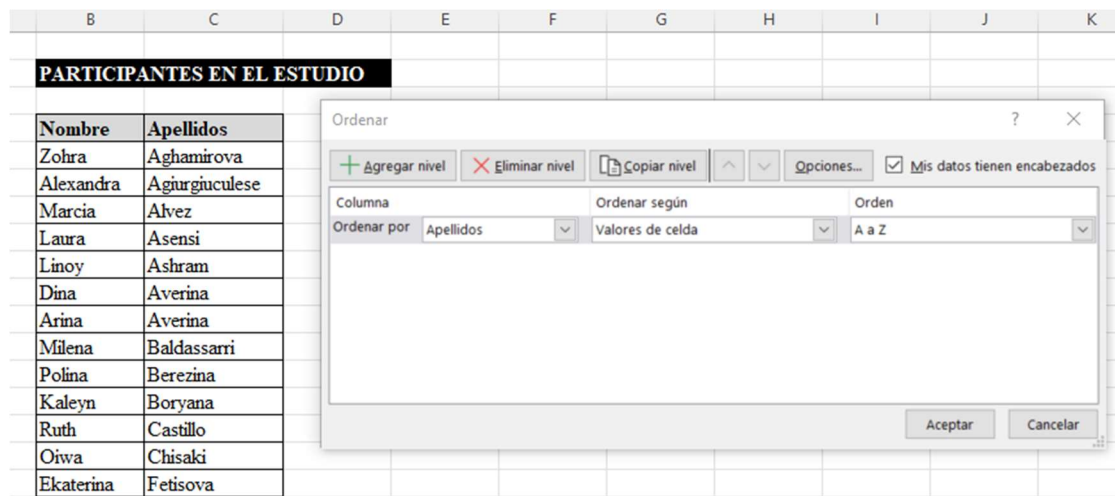 B C D E F G H I J K
PARTICIPANTES EN EL ESTUDIO
Nombre Apellidos
Zohra Aghamirova
Alexandra Agiurgiuculese
Marcia Alvez
Laura Asensi
Linoy Ashram
Dina Averina
Arina Averina
Milena Baldassarri
Polina Berezina
Kaleyn Boryana
Ruth Castillo
Oiwa Chisaki
Ekaterina Fetisova
Ordenar ? ×
Agregar nivel Eliminar nivel Copiar nivel Opciones... Mis datos tienen encabezados
Columna Ordenar según Orden
Ordenar por Apellidos Valores de celda A a Z
Aceptar Cancelar